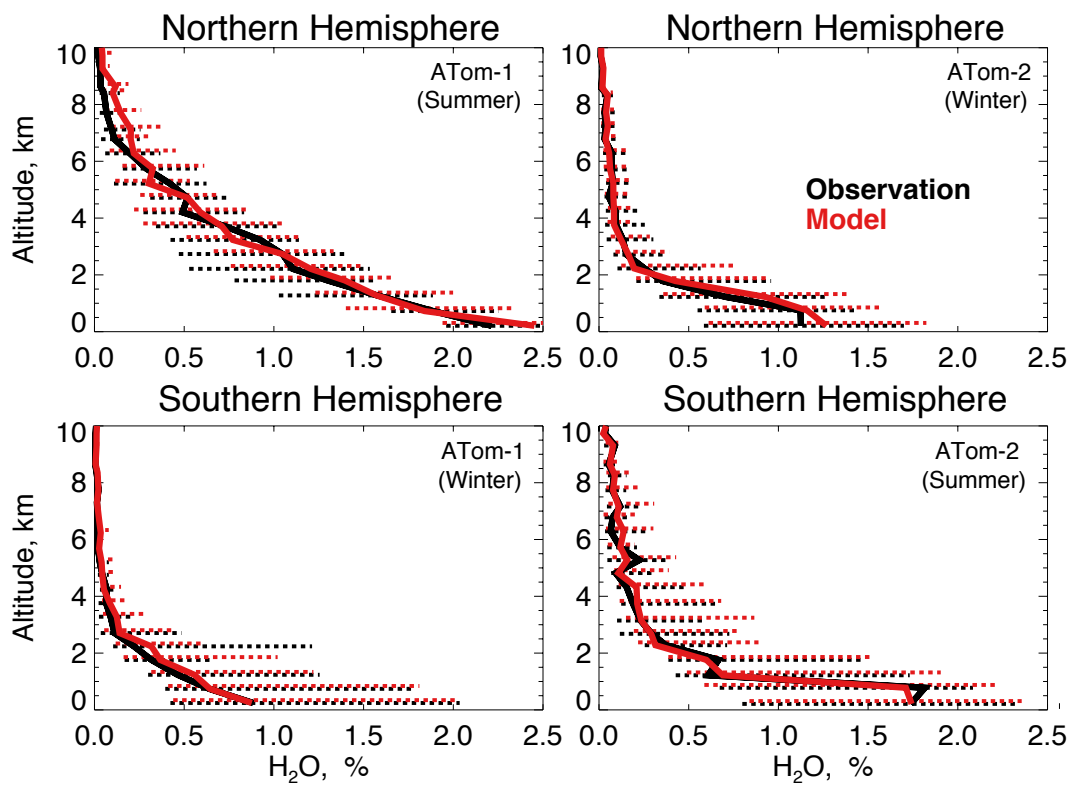 Northern Hemisphere
Northern Hemisphere
10
8
6
4
2
0
Altitude, km
ATom-1
(Summer)
0.0 0.5 1.0 1.5 2.0 2.5
10
8
6
4
2
0
ATom-2
(Winter)
Observation
Model
0.0 0.5 1.0 1.5 2.0 2.5
Southern Hemisphere
Southern Hemisphere
10
8
6
4
2
0
Altitude, km
ATom-1
(Winter)
0.0 0.5 1.0 1.5 2.0 2.5
H₂O, %
10
8
6
4
2
0
ATom-2
(Summer)
0.0 0.5 1.0 1.5 2.0 2.5
H₂O, %